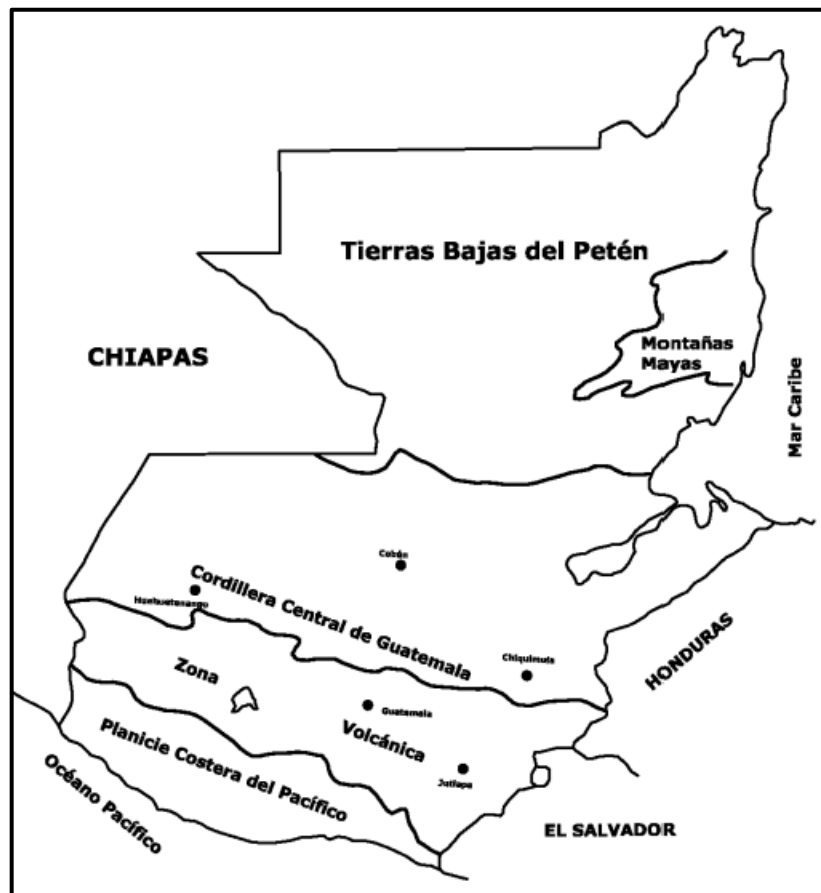 Tierras Bajas del Petén
Montañas
Mayas
CHIAPAS
Mar Caribe
Cobán
Huehuetenango
Cordillera Central de Guatemala
Chiquimula
HONDURAS
Zona
Guatemala
Volcánica
Jutiapa
Planicie Costera del Pacífico
Océano Pacífico
EL SALVADOR